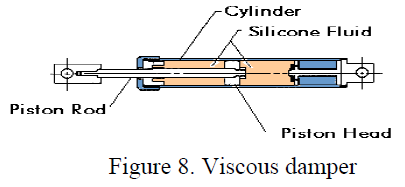 Cylinder
Silicone Fluid
Piston Rod
Piston Head
Figure 8. Viscous damper